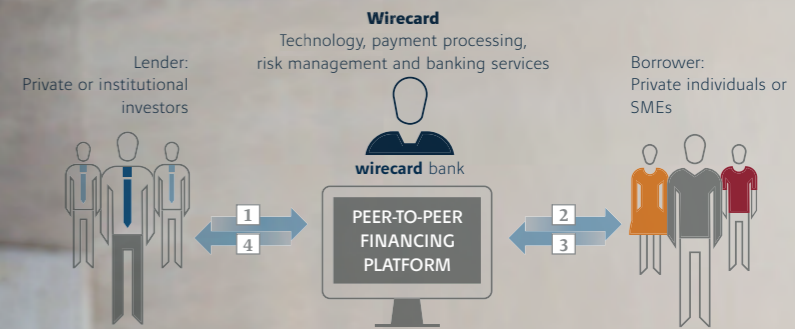 Wirecard
Technology, payment processing,
risk management and banking services
Lender:
Private or institutional
investors
Borrower:
Private individuals or
SMEs
wirecard bank
1
4
PEER-TO-PEER
FINANCING
PLATFORM
2
3